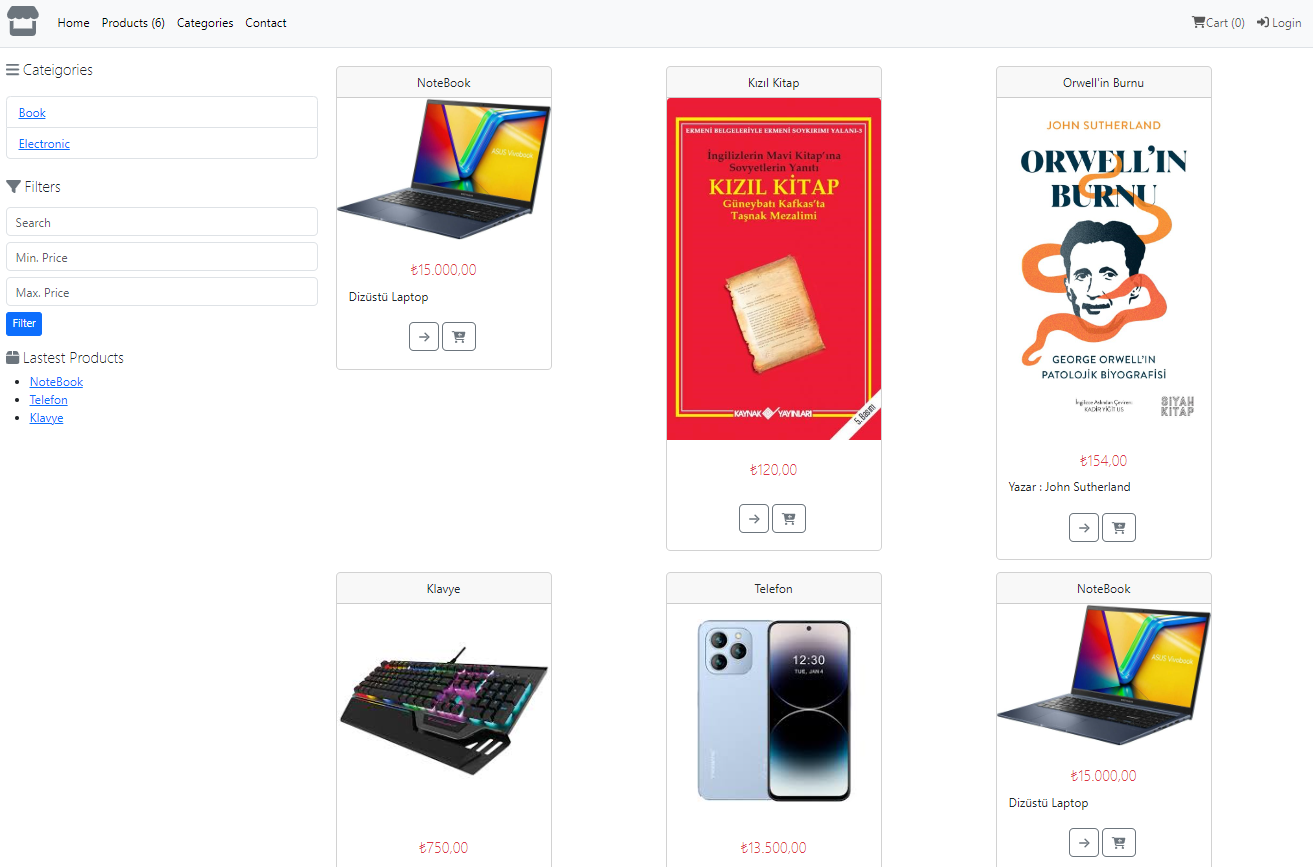 Home Products (6) Categories Contact Cart (0) Login
Cateigories
Book
Electronic
Filters
Search
Min. Price
Max. Price
Filter
Lastest Products
NoteBook
Telefon
Klavye
NoteBook
ASUS Vivobook
₺15.000,00
Dizüstü Laptop
Kızıl Kitap
ERMENİ BELGELERİYLE ERMENİ SOYKIRIMI YALANI-3
İngilizlerin Mavi Kitap'ına
Sovyetlerin Yanıtı
KIZIL KİTAP
Güneybatı Kafkas'ta
Taşnak Mezalimi
KAYNAK YAYINLARI
5. Basım
₺120,00
Orwell'in Burnu
JOHN SUTHERLAND
ORWELL'IN
BURNU
GEORGE ORWELL'IN
PATOLOJİK BİYOGRAFİSİ
İngilizce Aslından Çeviren:
KADİR YİĞİT US
SIYAH
KITAP
₺154,00
Yazar : John Sutherland
Klavye
₺750,00
Telefon
12:30
TUE, JAN 4
₺13.500,00
NoteBook
ASUS Vivobook
₺15.000,00
Dizüstü Laptop